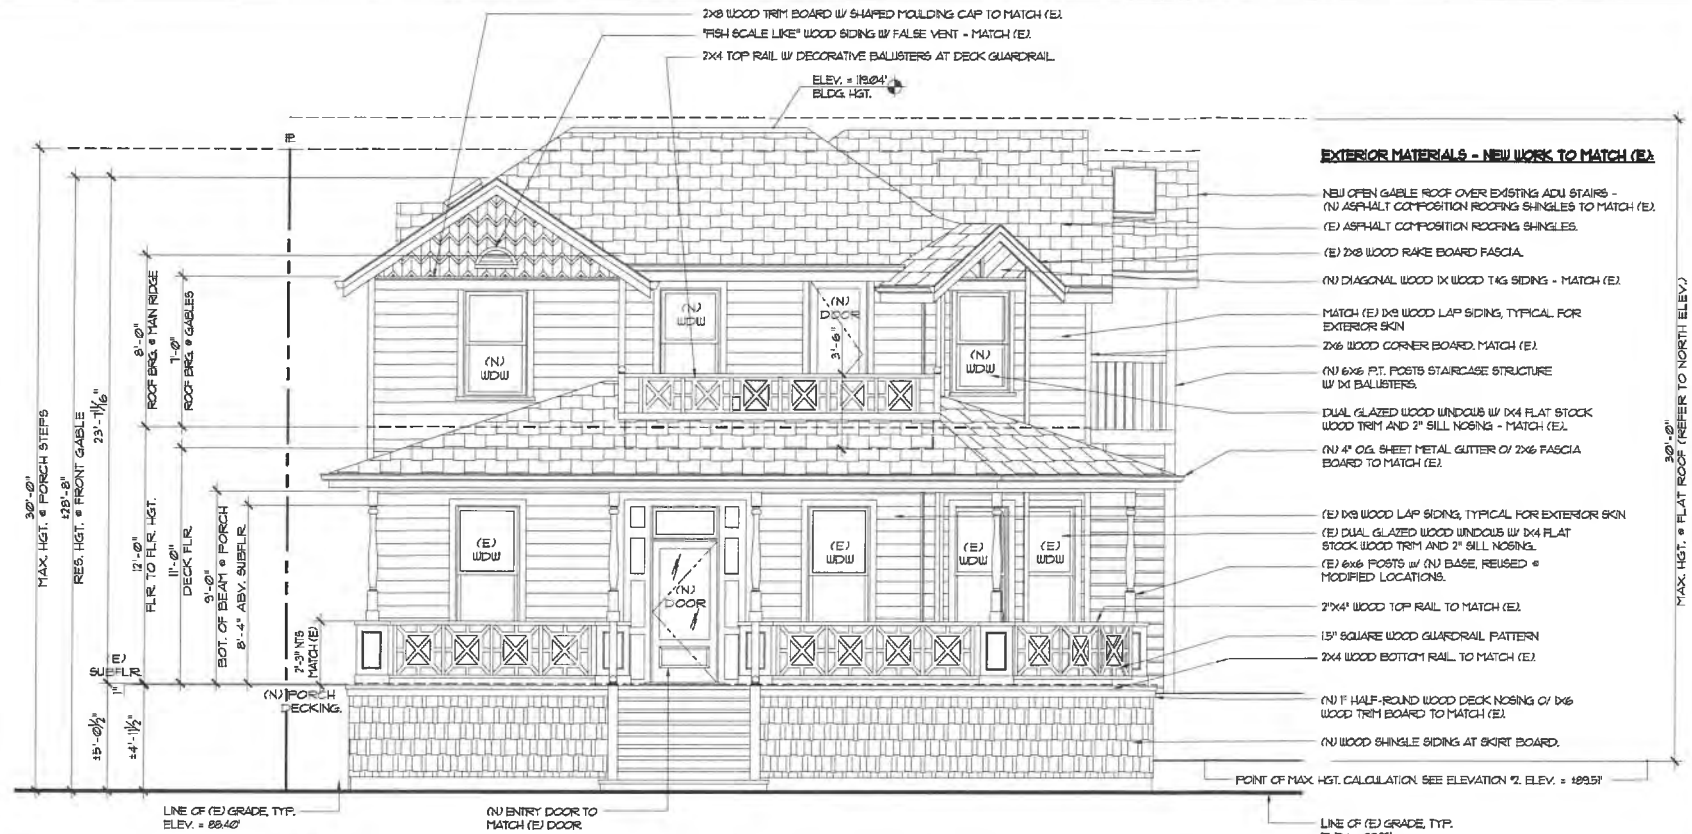 2X8 WOOD TRIM BOARD W/ SHAPED MOULDING CAP TO MATCH (E).
"FISH SCALE LIKE" WOOD SIDING W/ FALSE VENT - MATCH (E).
2X4 TOP RAIL W/ DECORATIVE BALUSTERS AT DECK GUARDRAIL
ELEV. = 119.04'
BLDG. HGT.
PL
EXTERIOR MATERIALS - NEW WORK TO MATCH (E).
NEW OPEN GABLE ROOF OVER EXISTING ADU STAIRS -
(N) ASPHALT COMPOSITION ROOFING SHINGLES TO MATCH (E).
(E) ASPHALT COMPOSITION ROOFING SHINGLES.
(E) 2X8 WOOD RAKE BOARD FASCIA.
(N) DIAGONAL WOOD 1X WOOD T&G SIDING - MATCH (E).
MATCH (E) 1X9 WOOD LAP SIDING, TYPICAL FOR
EXTERIOR SKIN
2X6 WOOD CORNER BOARD, MATCH (E).
(N) 6X6 P.T. POSTS STAIRCASE STRUCTURE
W/ 1X1 BALUSTERS.
DUAL GLAZED WOOD WINDOWS W/ 1X4 FLAT STOCK
WOOD TRIM AND 2" SILL NOSING - MATCH (E).
(N) 4" O.G. SHEET METAL GUTTER O/ 2X6 FASCIA
BOARD TO MATCH (E).
(E) 1X9 WOOD LAP SIDING, TYPICAL FOR EXTERIOR SKIN
(E) DUAL GLAZED WOOD WINDOWS W/ 1X4 FLAT
STOCK WOOD TRIM AND 2" SILL NOSING.
(E) 6x6 POSTS w/ (N) BASE, REUSED @
MODIFIED LOCATIONS.
2"X4" WOOD TOP RAIL TO MATCH (E).
1.5" SQUARE WOOD GUARDRAIL PATTERN
2X4 WOOD BOTTOM RAIL TO MATCH (E).
(N) 1" HALF-ROUND WOOD DECK NOSING O/ 1X6
WOOD TRIM BOARD TO MATCH (E).
(N) WOOD SHINGLE SIDING AT SKIRT BOARD.
POINT OF MAX. HGT. CALCULATION SEE ELEVATION #2. ELEV. = ±89.51'
LINE OF (E) GRADE, TYP.
30'-0"
MAX. HGT. @ FLAT ROOF (REFER TO NORTH ELEV.)
30'-0"
MAX. HGT. @ PORCH STEPS
±28'-8"
RES. HGT. @ FRONT GABLE
23'-7 1/16"
8'-0"
ROOF BRG. @ MAIN RIDGE
7'-0"
ROOF BRG. @ GABLES
12'-0"
FLR. TO FLR. HGT.
11'-0"
DECK FLR.
9'-0"
BOT. OF BEAM @ PORCH
8'-4" ABV. SUBFLR.
2'-3" NTS
MATCH (E)
(E)
SUBFLR.
1"
±5'-0 1/2"
±4'-11 1/2"
(N) PORCH
DECKING.
(N)
WDW
(N)
WDW
(N)
DOOR
3'-6"
(N)
WDW
(E)
WDW
(N)
DOOR
(E)
WDW
(E)
WDW
(E)
WDW
LINE OF (E) GRADE, TYP.
ELEV. = 88.40'
(N) ENTRY DOOR TO
MATCH (E) DOOR